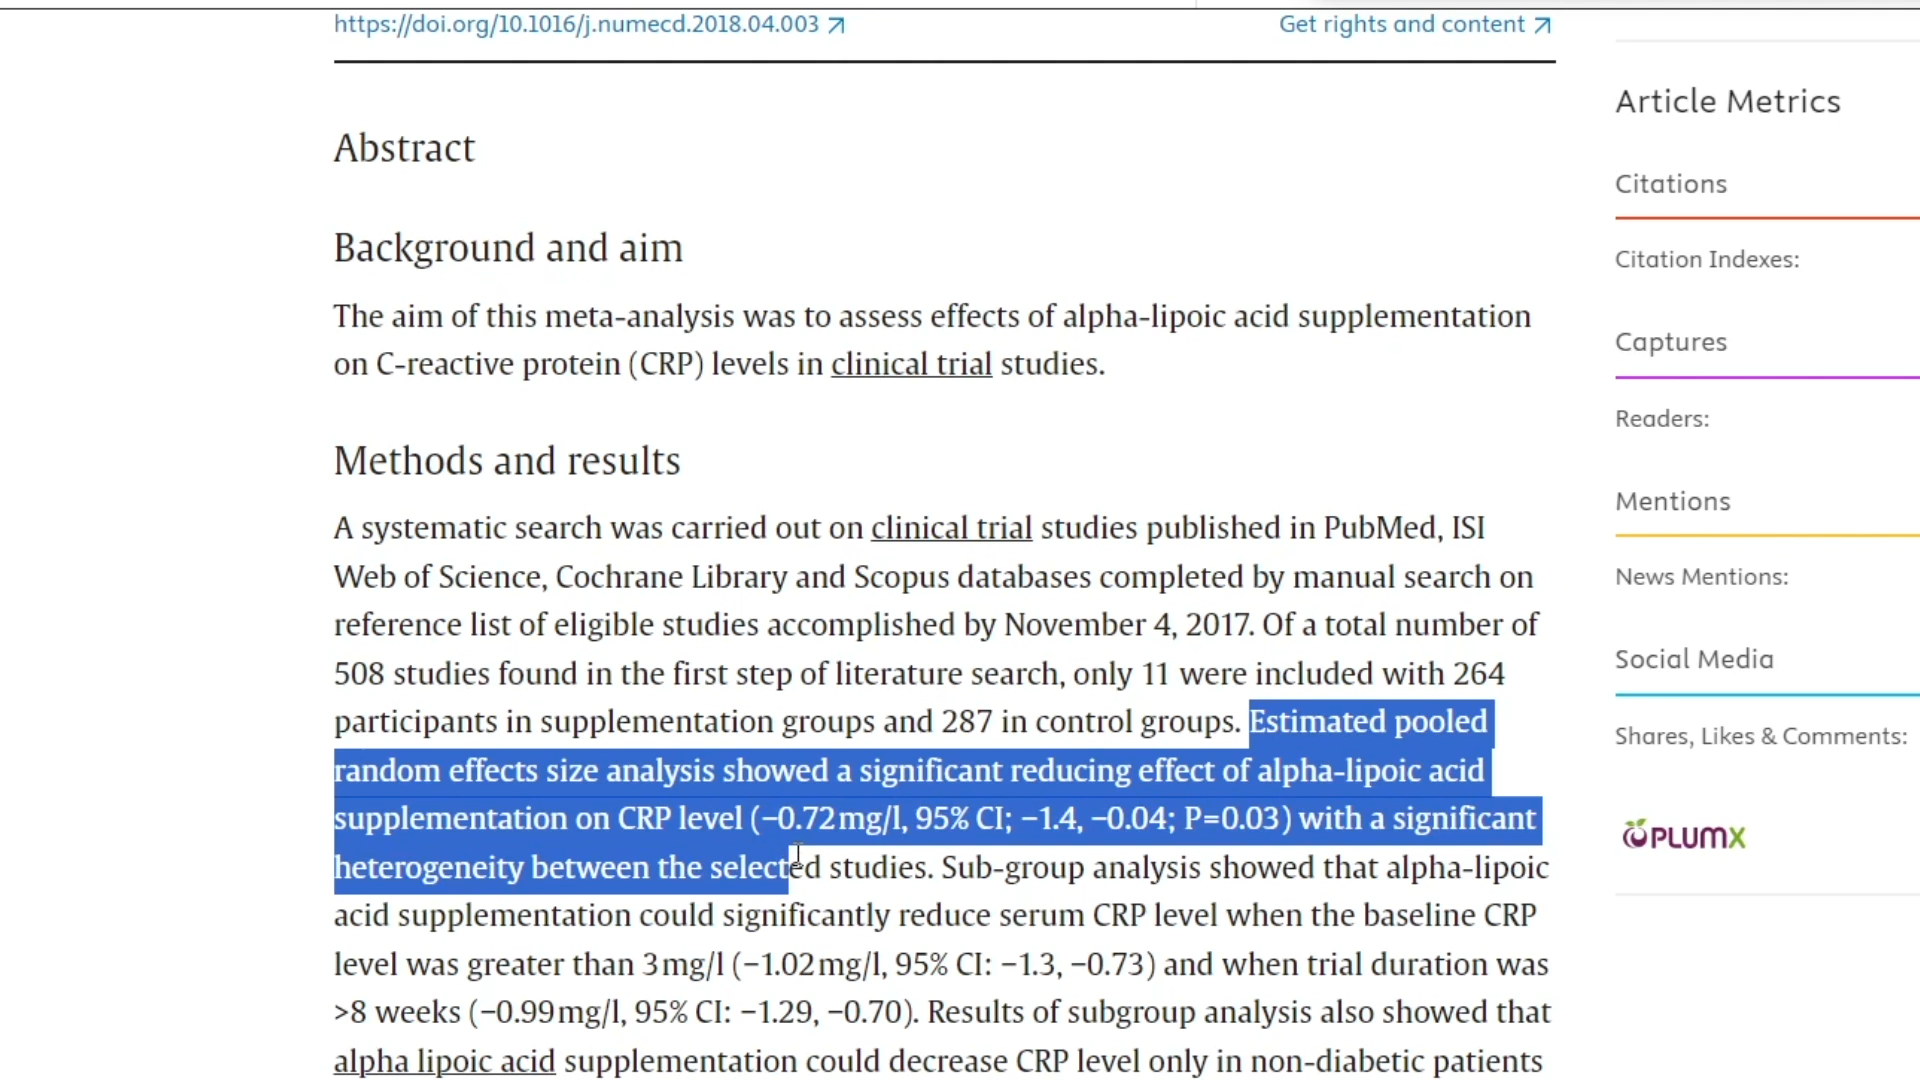 https://doi.org/10.1016/j.numecd.2018.04.003
Get rights and content
Abstract
Background and aim
The aim of this meta-analysis was to assess effects of alpha-lipoic acid supplementation
on C-reactive protein (CRP) levels in clinical trial studies.
Methods and results
A systematic search was carried out on clinical trial studies published in PubMed, ISI
Web of Science, Cochrane Library and Scopus databases completed by manual search on
reference list of eligible studies accomplished by November 4, 2017. Of a total number of
508 studies found in the first step of literature search, only 11 were included with 264
participants in supplementation groups and 287 in control groups. Estimated pooled
random effects size analysis showed a significant reducing effect of alpha-lipoic acid
supplementation on CRP level (−0.72 mg/l, 95% CI; −1.4, −0.04; P=0.03) with a significant
heterogeneity between the selected studies. Sub-group analysis showed that alpha-lipoic
acid supplementation could significantly reduce serum CRP level when the baseline CRP
level was greater than 3 mg/l (−1.02 mg/l, 95% CI: −1.3, −0.73) and when trial duration was
>8 weeks (−0.99 mg/l, 95% CI: −1.29, −0.70). Results of subgroup analysis also showed that
alpha lipoic acid supplementation could decrease CRP level only in non-diabetic patients
Article Metrics
Citations
Citation Indexes:
Captures
Readers:
Mentions
News Mentions:
Social Media
Shares, Likes & Comments:
PLUMX